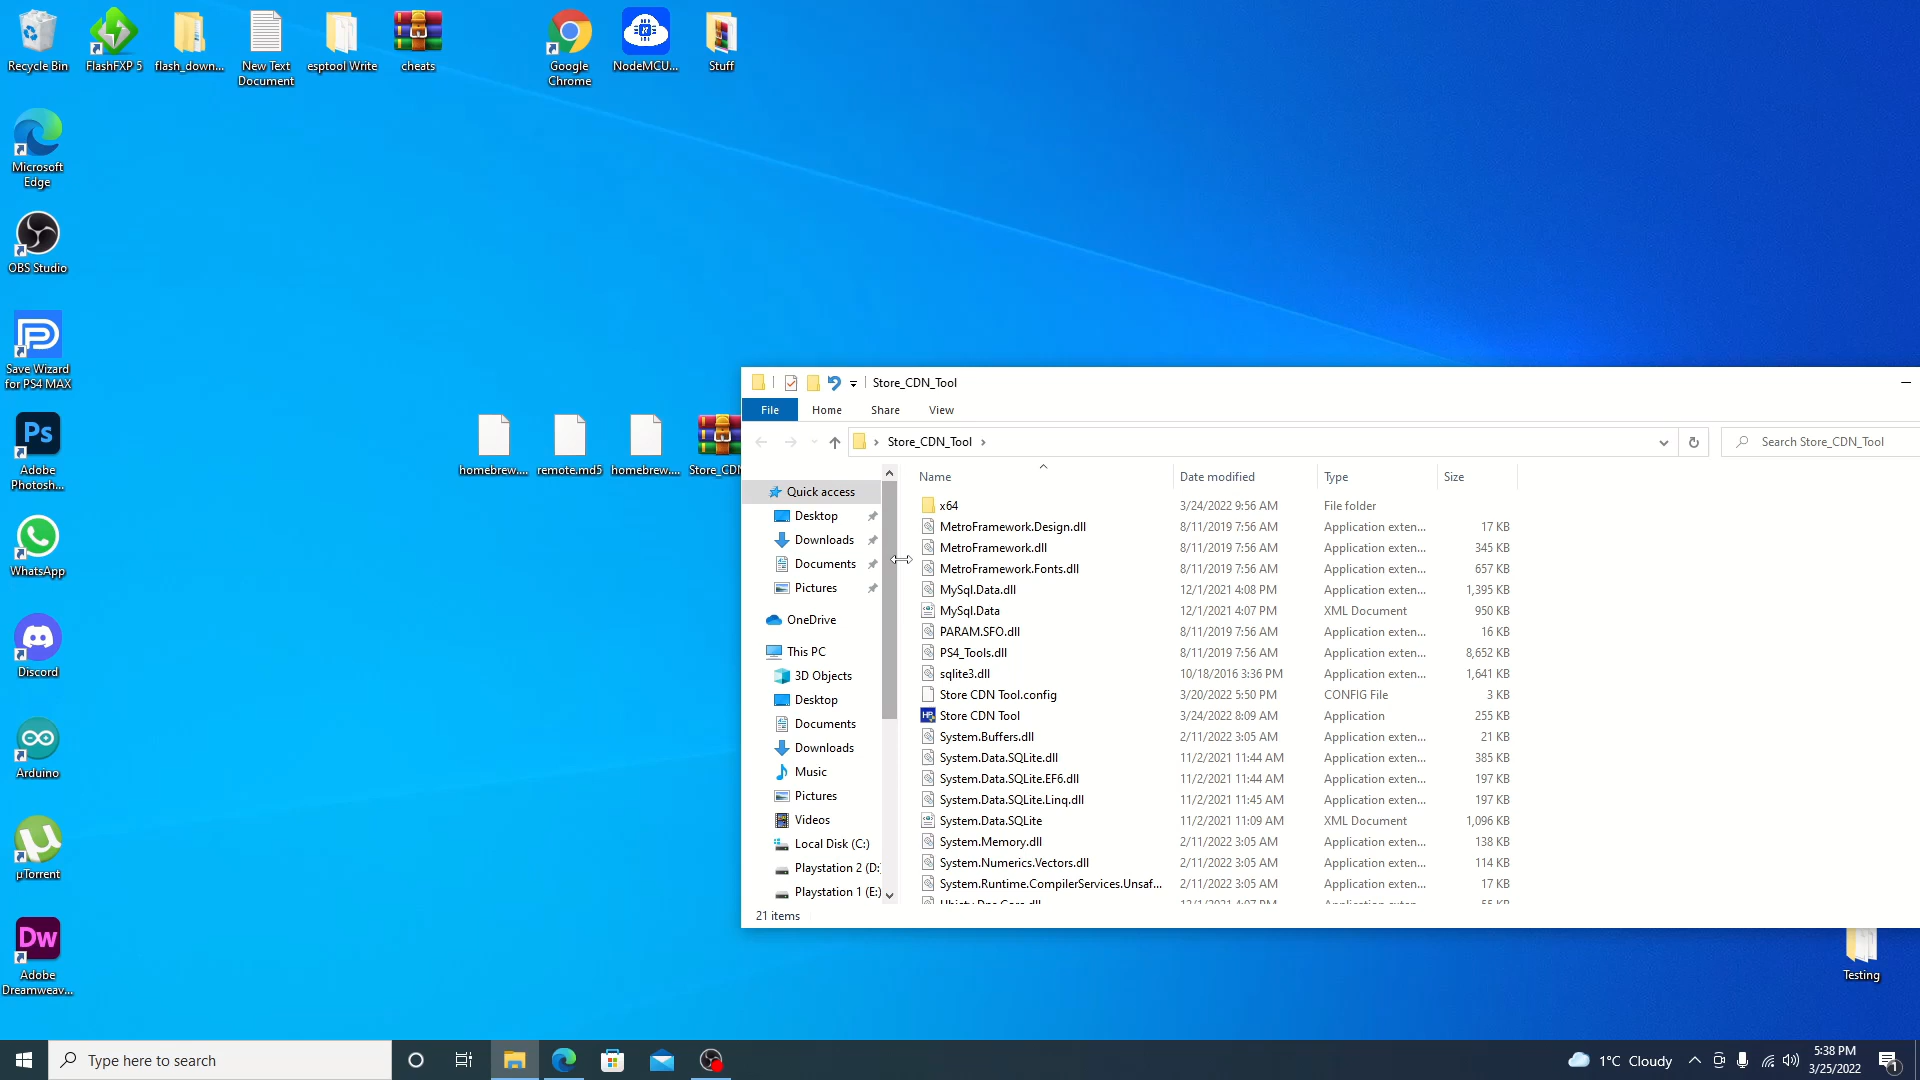 Recycle Bin
FlashFXP 5
flash_down...
New Text
Document
esptool Write
cheats
Google
Chrome
NodeMCU...
Stuff
Microsoft
Edge
OBS Studio
Save Wizard
for PS4 MAX
Ps
Adobe
Photosh...
WhatsApp
Discord
Arduino
µTorrent
Dw
Adobe
Dreamweav...
homebrew....
remote.md5
homebrew....
Store_CDN
Store_CDN_Tool
File
Home
Share
View
Store_CDN_Tool
Search Store_CDN_Tool
Quick access
Desktop
Downloads
Documents
Pictures
OneDrive
This PC
3D Objects
Desktop
Documents
Downloads
Music
Pictures
Videos
Local Disk (C:)
Playstation 2 (D:
Playstation 1 (E:)
Name Date modified Type Size
x64 3/24/2022 9:56 AM File folder
MetroFramework.Design.dll 8/11/2019 7:56 AM Application exten... 17 KB
MetroFramework.dll 8/11/2019 7:56 AM Application exten... 345 KB
MetroFramework.Fonts.dll 8/11/2019 7:56 AM Application exten... 657 KB
MySql.Data.dll 12/1/2021 4:08 PM Application exten... 1,395 KB
MySql.Data 12/1/2021 4:07 PM XML Document 950 KB
PARAM.SFO.dll 8/11/2019 7:56 AM Application exten... 16 KB
PS4_Tools.dll 8/11/2019 7:56 AM Application exten... 8,652 KB
sqlite3.dll 10/18/2016 3:36 PM Application exten... 1,641 KB
Store CDN Tool.config 3/20/2022 5:50 PM CONFIG File 3 KB
Store CDN Tool 3/24/2022 8:09 AM Application 255 KB
System.Buffers.dll 2/11/2022 3:05 AM Application exten... 21 KB
System.Data.SQLite.dll 11/2/2021 11:44 AM Application exten... 385 KB
System.Data.SQLite.EF6.dll 11/2/2021 11:44 AM Application exten... 197 KB
System.Data.SQLite.Linq.dll 11/2/2021 11:45 AM Application exten... 197 KB
System.Data.SQLite 11/2/2021 11:09 AM XML Document 1,096 KB
System.Memory.dll 2/11/2022 3:05 AM Application exten... 138 KB
System.Numerics.Vectors.dll 2/11/2022 3:05 AM Application exten... 114 KB
System.Runtime.CompilerServices.Unsaf... 2/11/2022 3:05 AM Application exten... 17 KB
21 items
Testing
Type here to search
1°C Cloudy
5:38 PM
3/25/2022
1